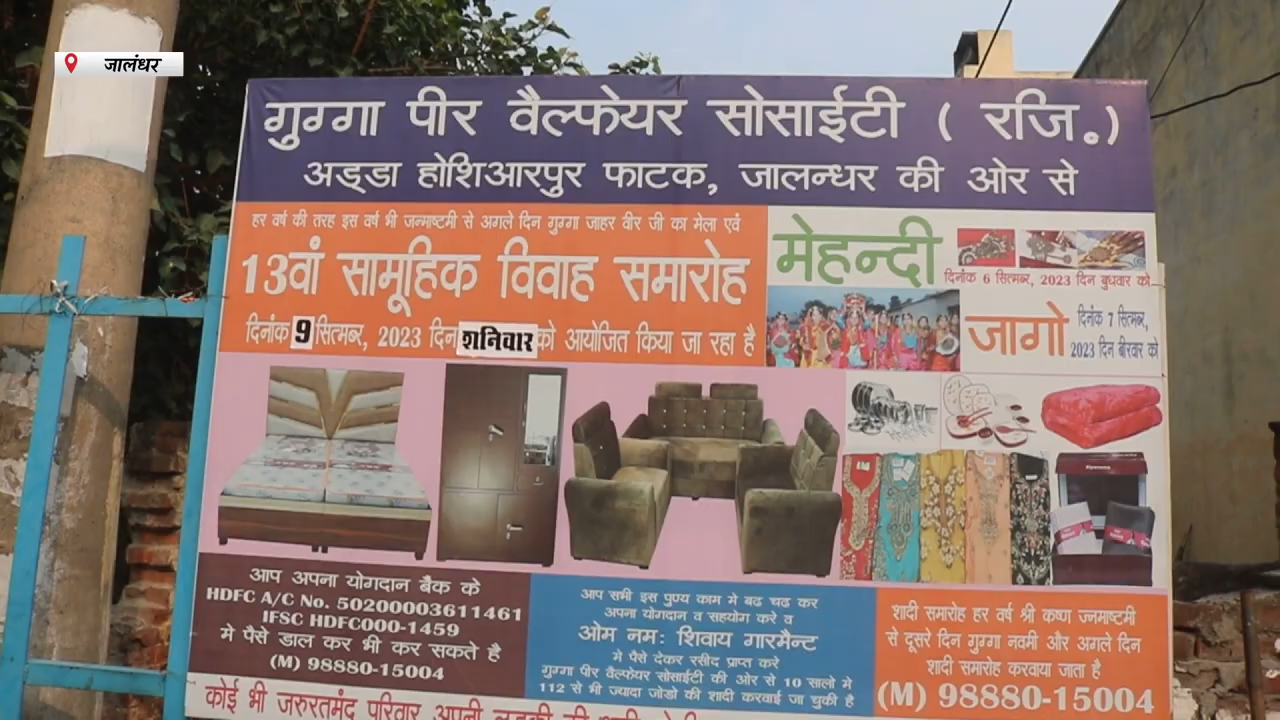 जालंधर
गुग्गा पीर वैल्फेयर सोसाईटी ( रजि. )
अड्डा होशिआरपुर फाटक, जालन्धर की ओर से
हर वर्ष की तरह इस वर्ष भी जन्माष्टमी से अगले दिन गुग्गा जाहर वीर जी का मेला एवं
13वां सामूहिक विवाह समारोह
दिनांक 9 सितम्बर, 2023 दिन शनिवार को आयोजित किया जा रहा है
मेहन्दी
दिनांक 6 सितम्बर, 2023 दिन बुधवार को
जागो
दिनांक 7 सितम्बर,
2023 दिन बीरवार को
आप अपना योगदान बैंक के
HDFC A/C No. 50200003611461
IFSC HDFC000-1459
मे पैसे डाल कर भी कर सकते है
(M) 98880-15004
आप सभी इस पुण्य काम मे बढ चढ कर
अपना योगदान व सहयोग करे व
ओम नमः शिवाय गारमैन्ट
मे पैसे देकर रसीद प्राप्त करे
गुग्गा पीर वैल्फेयर सोसाईटी की ओर से 10 सालो मे
112 से भी ज्यादा जोडो की शादी करवाई जा चुकी है
शादी समारोह हर वर्ष श्री कृष्ण जन्माष्टमी
से दूसरे दिन गुग्गा नवमी और अगले दिन
शादी समारोह करवाया जाता है
(M) 98880-15004
कोई भी जरुरतमंद परिवार अपनी लड़की की